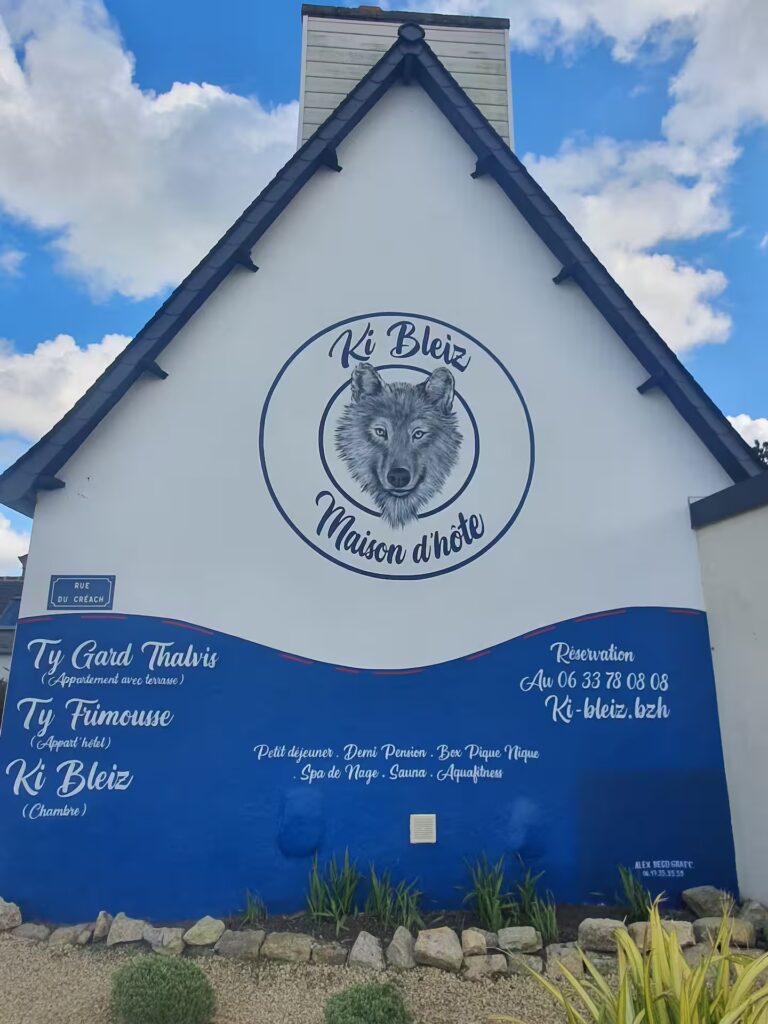 Ki Bleiz
Maison d'hôte
RUE
DU CRÉACH
Ty Gard Thalvis
(Appartement avec terrasse)
Ty Frimousse
(Appart'hôtel)
Ki Bleiz
(Chambre)
Petit déjeuner . Demi Pension . Box Pique Nique
. Spa de Nage . Sauna . Aquafitness
Réservation
Au 06 33 78 08 08
Ki-bleiz.bzh
ALEX